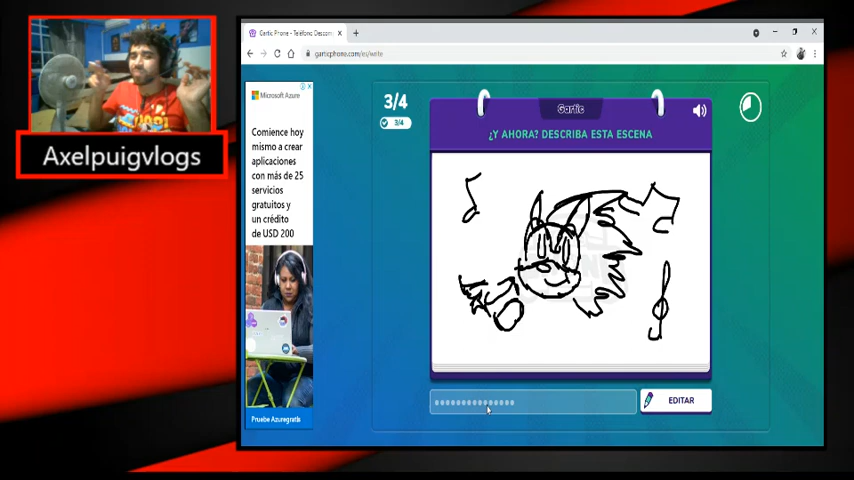 Gartic Phone - Teléfono Descom
garticphone.com/es/write
Microsoft Azure
3/4
Gartic
3/4
¿Y AHORA? DESCRIBA ESTA ESCENA
Comience hoy
mismo a crear
aplicaciones
con más de 25
servicios
gratuitos y
un crédito
de USD 200
Axelpuigvlogs
EDITAR
Pruebe Azure gratis